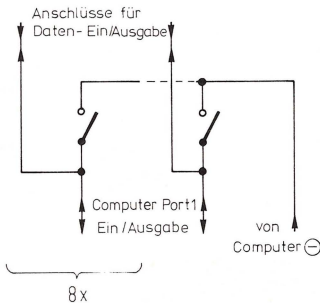 Anschlüsse für
Daten-Ein/Ausgabe
Computer Port1
Ein/Ausgabe
von
Computer ⊖
8x